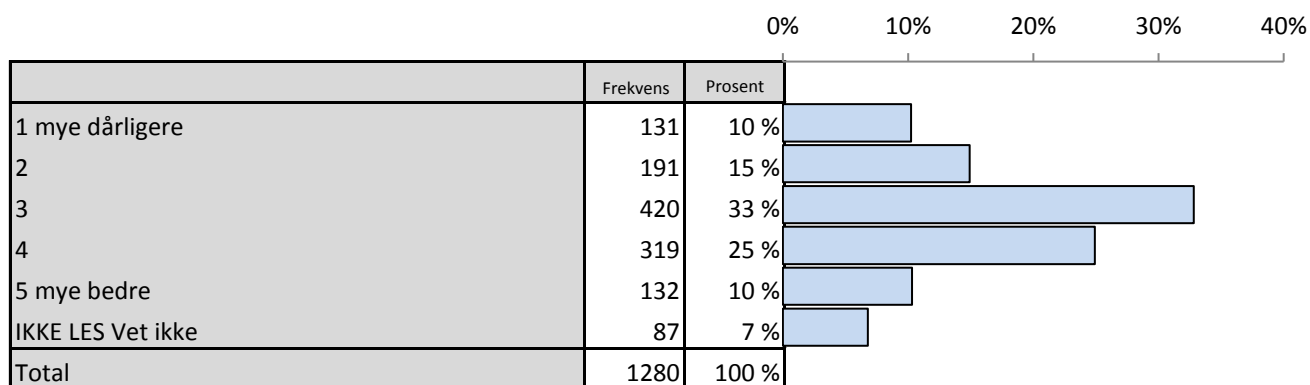 0% 10% 20% 30% 40%
Frekvens Prosent
1 mye dårligere 131 10 %
2 191 15 %
3 420 33 %
4 319 25 %
5 mye bedre 132 10 %
IKKE LES Vet ikke 87 7 %
Total 1280 100 %